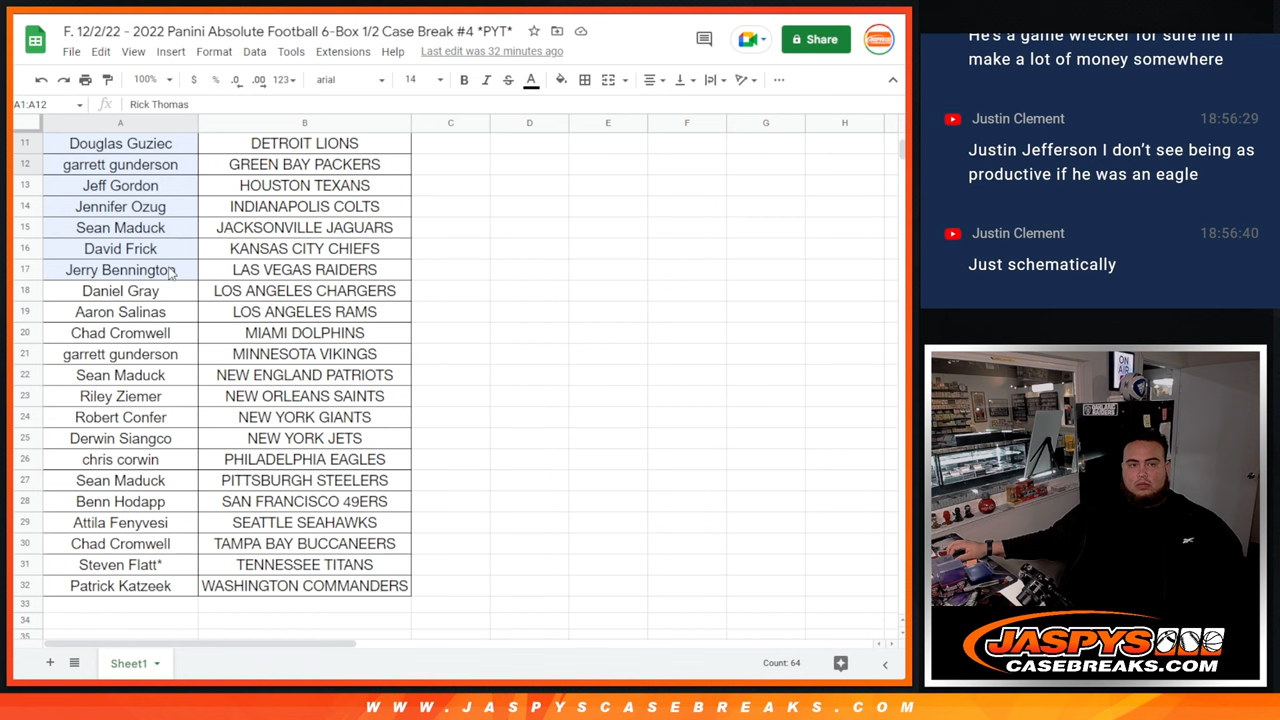 F. 12/2/22 - 2022 Panini Absolute Football 6-Box 1/2 Case Break #4 *PYT*
File Edit View Insert Format Data Tools Extensions Help Last edit was 32 minutes ago
Share
100% $ % .0 .00 123 arial 14 B I S A
A1:A12 fx Rick Thomas
A B C D E F G H
11 Douglas Guziec DETROIT LIONS
12 garrett gunderson GREEN BAY PACKERS
13 Jeff Gordon HOUSTON TEXANS
14 Jennifer Ozug INDIANAPOLIS COLTS
15 Sean Maduck JACKSONVILLE JAGUARS
16 David Frick KANSAS CITY CHIEFS
17 Jerry Bennington LAS VEGAS RAIDERS
18 Daniel Gray LOS ANGELES CHARGERS
19 Aaron Salinas LOS ANGELES RAMS
20 Chad Cromwell MIAMI DOLPHINS
21 garrett gunderson MINNESOTA VIKINGS
22 Sean Maduck NEW ENGLAND PATRIOTS
23 Riley Ziemer NEW ORLEANS SAINTS
24 Robert Confer NEW YORK GIANTS
25 Derwin Siangco NEW YORK JETS
26 chris corwin PHILADELPHIA EAGLES
27 Sean Maduck PITTSBURGH STEELERS
28 Benn Hodapp SAN FRANCISCO 49ERS
29 Attila Fenyvesi SEATTLE SEAHAWKS
30 Chad Cromwell TAMPA BAY BUCCANEERS
31 Steven Flatt* TENNESSEE TITANS
32 Patrick Katzeek WASHINGTON COMMANDERS
33
34
35
Sheet1
Count: 64
He's a game wrecker for sure he'll
make a lot of money somewhere
Justin Clement 18:56:29
Justin Jefferson I don't see being as
productive if he was an eagle
Justin Clement 18:56:40
Just schematically
ON
AIR
JASPYS
CASEBREAKS.COM
WWW.JASPYSCASEBREAKS.COM